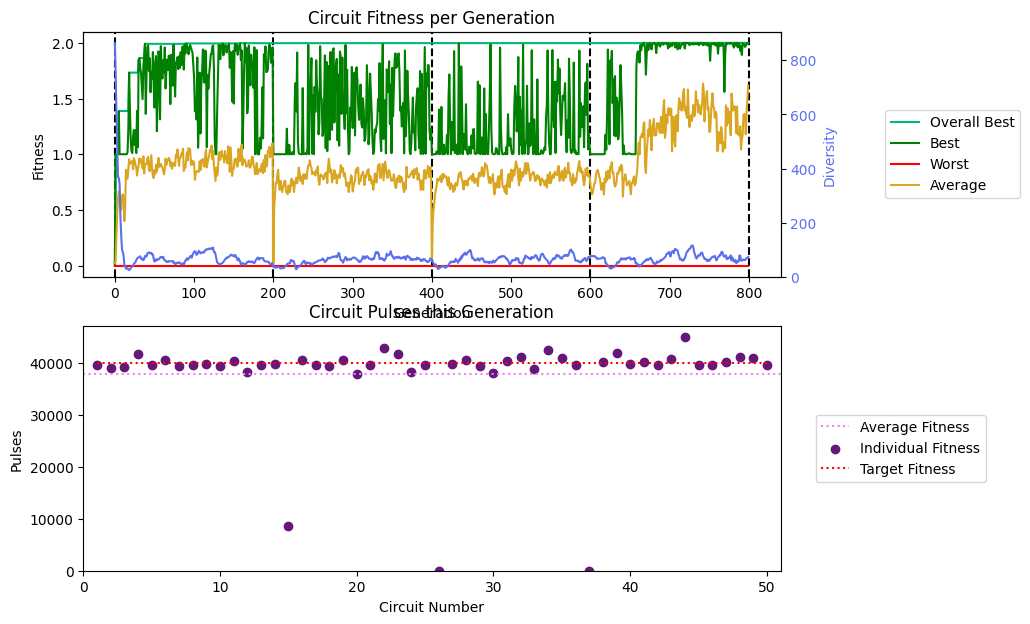 Circuit Fitness per Generation
2.0
1.5
1.0
0.5
0.0
Fitness
800
600
400
200
0
Diversity
0 100 200 300 400 500 600 700 800
Generation
Overall Best
Best
Worst
Average
Circuit Pulses this Generation
40000
30000
20000
10000
0
Pulses
0 10 20 30 40 50
Circuit Number
Average Fitness
Individual Fitness
Target Fitness